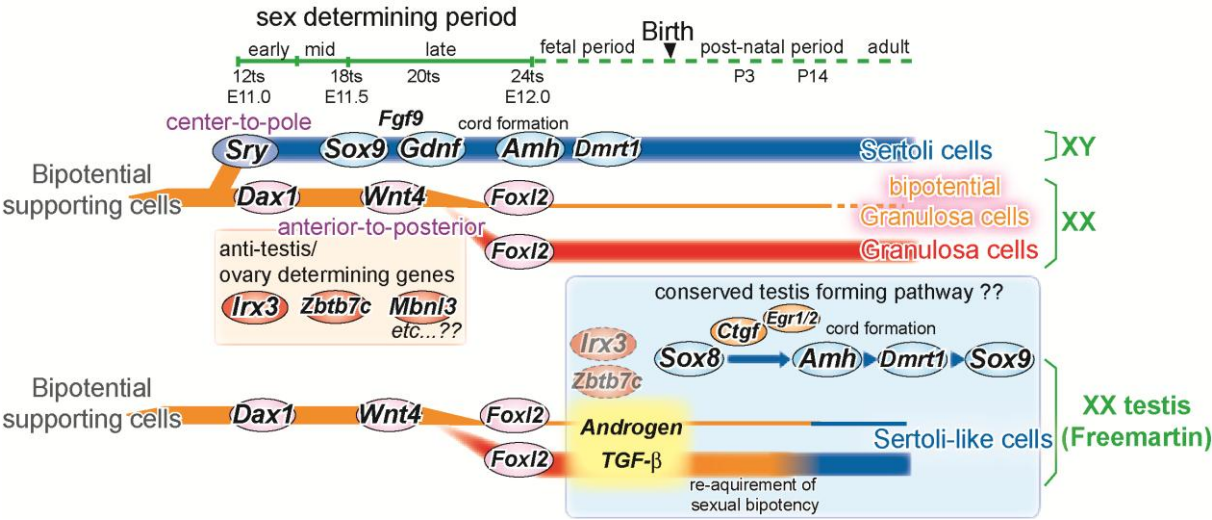 sex determining period
Birth
early mid late fetal period post-natal period adult
12ts 18ts 20ts 24ts P3 P14
E11.0 E11.5 E12.0
center-to-pole Fgf9 cord formation
Sry Sox9 Gdnf Amh Dmrt1 Sertoli cells XY
Bipotential
supporting cells
Dax1 Wnt4 Foxl2 bipotential
Granulosa cells
XX
anterior-to-posterior
Foxl2 Granulosa cells
anti-testis/
ovary determining genes
Irx3 Zbtb7c Mbnl3
etc...??
conserved testis forming pathway ??
Ctgf Egr1/2 cord formation
Irx3
Zbtb7c
Sox8 Amh Dmrt1 Sox9
Bipotential
supporting cells
Dax1 Wnt4 Foxl2
Androgen
Sertoli-like cells
XX testis
(Freemartin)
Foxl2 TGF-β
re-aquirement of
sexual bipotency